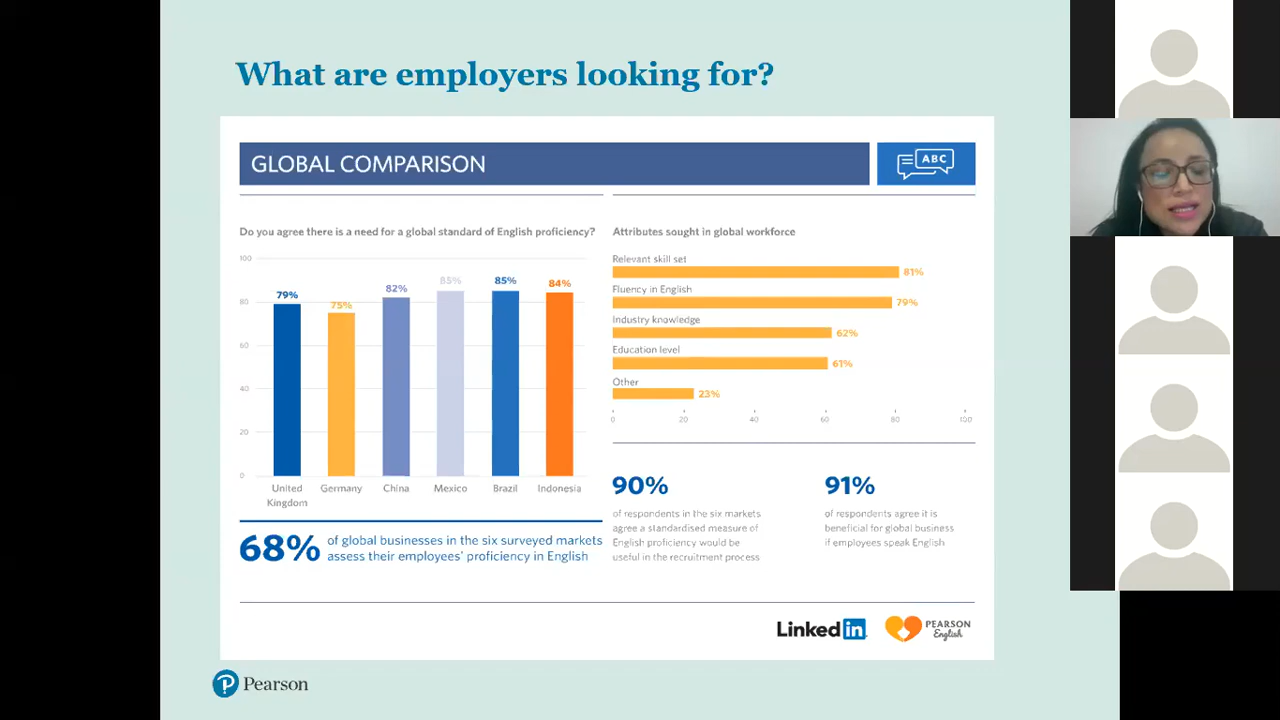 What are employers looking for?
GLOBAL COMPARISON
ABC
Do you agree there is a need for a global standard of English proficiency?
100
80
60
40
20
0
79%
75%
82%
85%
85%
84%
United
Kingdom
Germany
China
Mexico
Brazil
Indonesia
68%
of global businesses in the six surveyed markets
assess their employees' proficiency in English
Attributes sought in global workforce
Relevant skill set
81%
Fluency in English
79%
Industry knowledge
62%
Education level
61%
Other
23%
0
20
40
60
80
100
90%
of respondents in the six markets
agree a standardised measure of
English proficiency would be
useful in the recruitment process
91%
of respondents agree it is
beneficial for global business
if employees speak English
Linked in
PEARSON
English
P Pearson